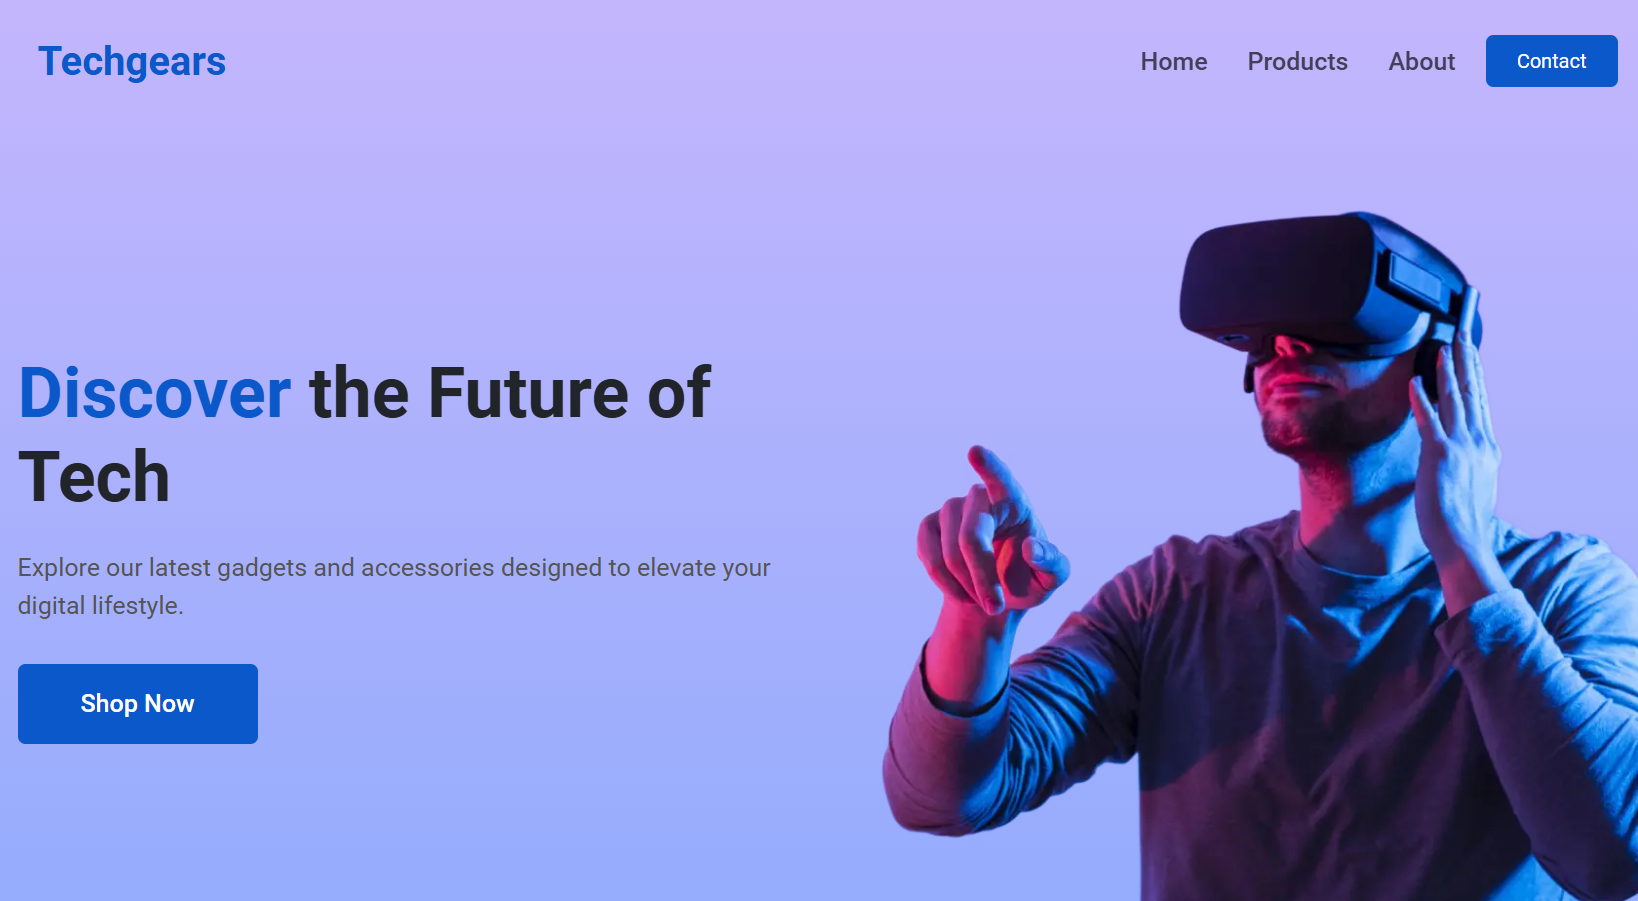 Techgears
Home Products About Contact
Discover the Future of
Tech
Explore our latest gadgets and accessories designed to elevate your
digital lifestyle.
Shop Now